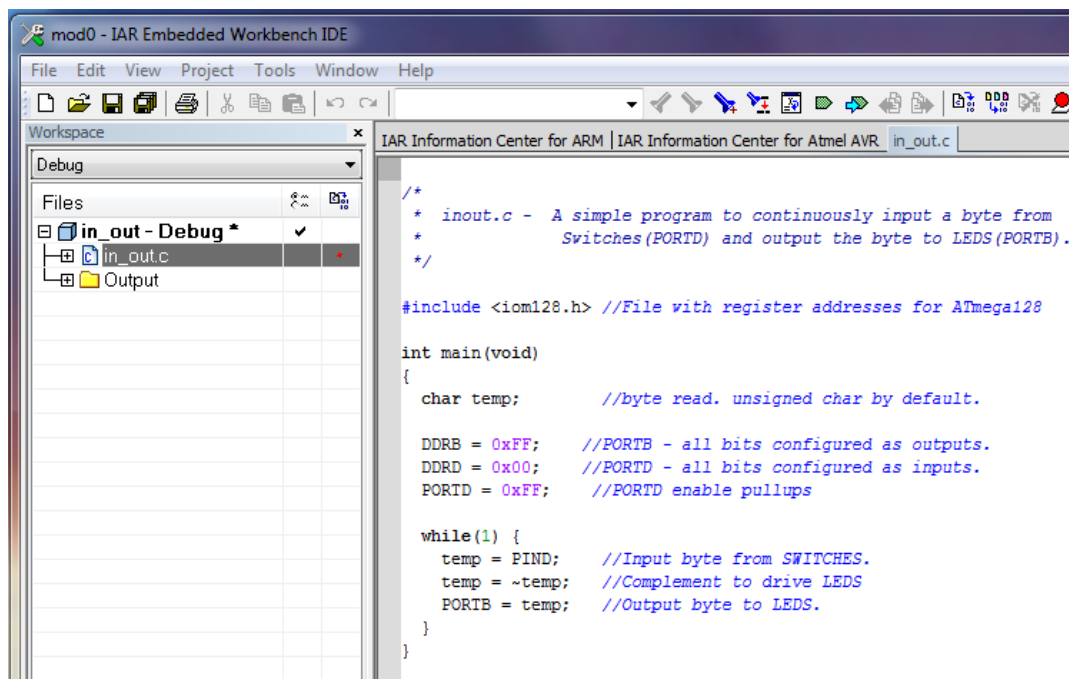 mod0 - IAR Embedded Workbench IDE
File Edit View Project Tools Window Help
Workspace x
IAR Information Center for ARM | IAR Information Center for Atmel AVR in_out.c
Debug
Files
in_out - Debug *
in_out.c
Output
/*
* inout.c - A simple program to continuously input a byte from
* Switches(PORTD) and output the byte to LEDS(PORTB).
*/
#include <iom128.h> //File with register addresses for ATmega128
int main(void)
{
char temp; //byte read. unsigned char by default.
DDRB = 0xFF; //PORTB - all bits configured as outputs.
DDRD = 0x00; //PORTD - all bits configured as inputs.
PORTD = 0xFF; //PORTD enable pullups
while(1) {
temp = PIND; //Input byte from SWITCHES.
temp = ~temp; //Complement to drive LEDS
PORTB = temp; //Output byte to LEDS.
}
}